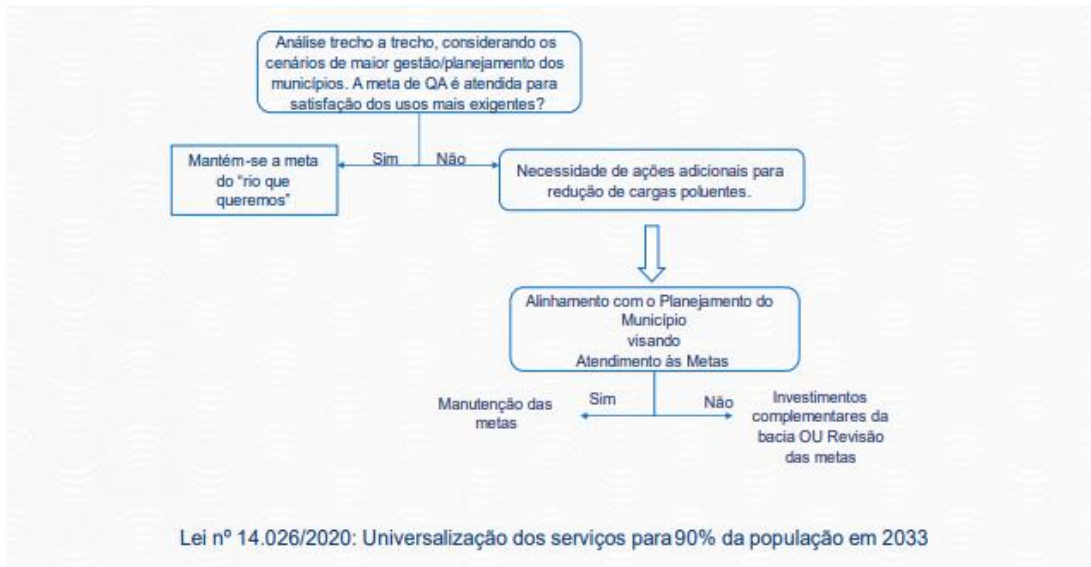 Análise trecho a trecho, considerando os
cenários de maior gestão/planejamento dos
municípios. A meta de QA é atendida para
satisfação dos usos mais exigentes?
Sim
Não
Mantém-se a meta
do "rio que
queremos"
Necessidade de ações adicionais para
redução de cargas poluentes.
Alinhamento com o Planejamento do
Município
visando
Atendimento às Metas
Sim
Não
Manutenção das
metas
Investimentos
complementares da
bacia OU Revisão
das metas
Lei nº 14.026/2020: Universalização dos serviços para 90% da população em 2033